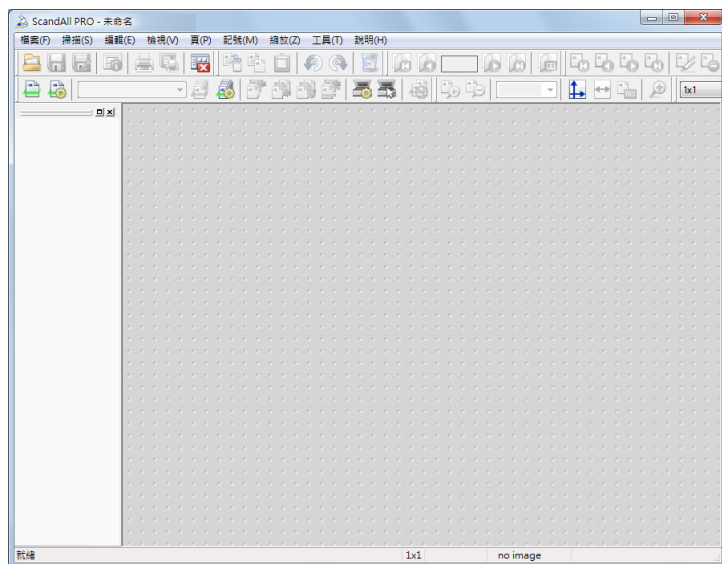 ScandAll PRO - 未命名
檔案(F) 掃描(S) 編輯(E) 檢視(V) 頁(P) 記號(M) 縮放(Z) 工具(T) 說明(H)
1x1
就緒 1x1 no image